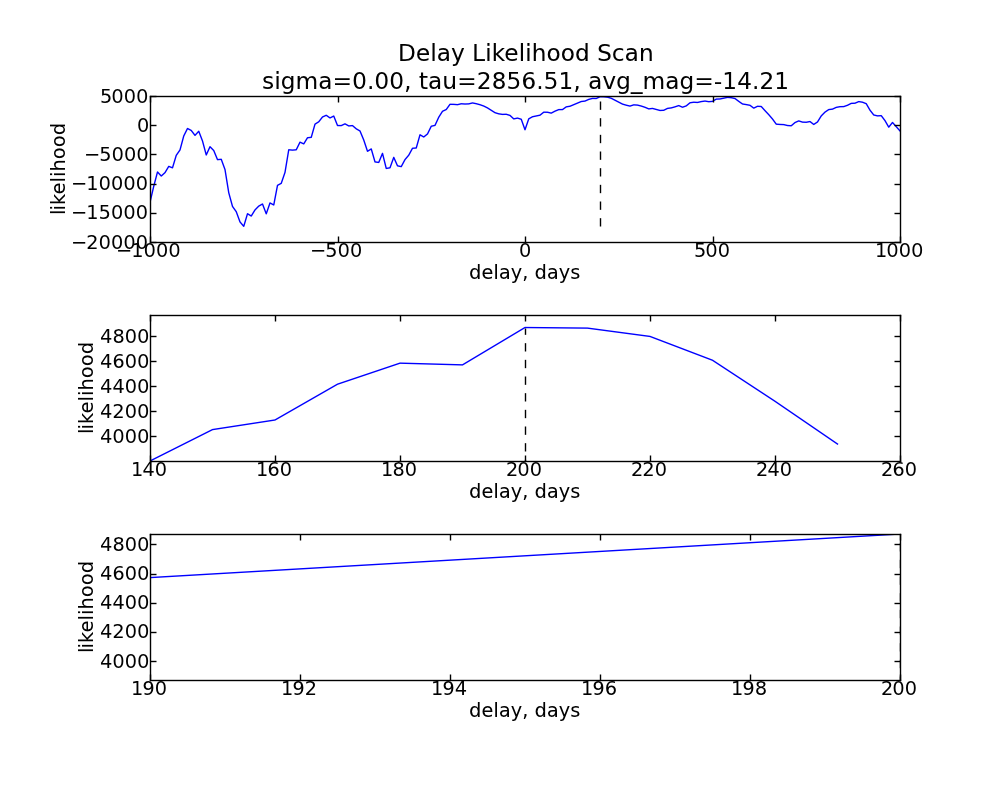 Delay Likelihood Scan
sigma=0.00, tau=2856.51, avg_mag=-14.21
5000
0
−5000
−10000
−15000
−20000
likelihood
−1000 −500 0 500 1000
delay, days
4800
4600
4400
4200
4000
likelihood
140 160 180 200 220 240 260
delay, days
4800
4600
4400
4200
4000
likelihood
190 192 194 196 198 200
delay, days